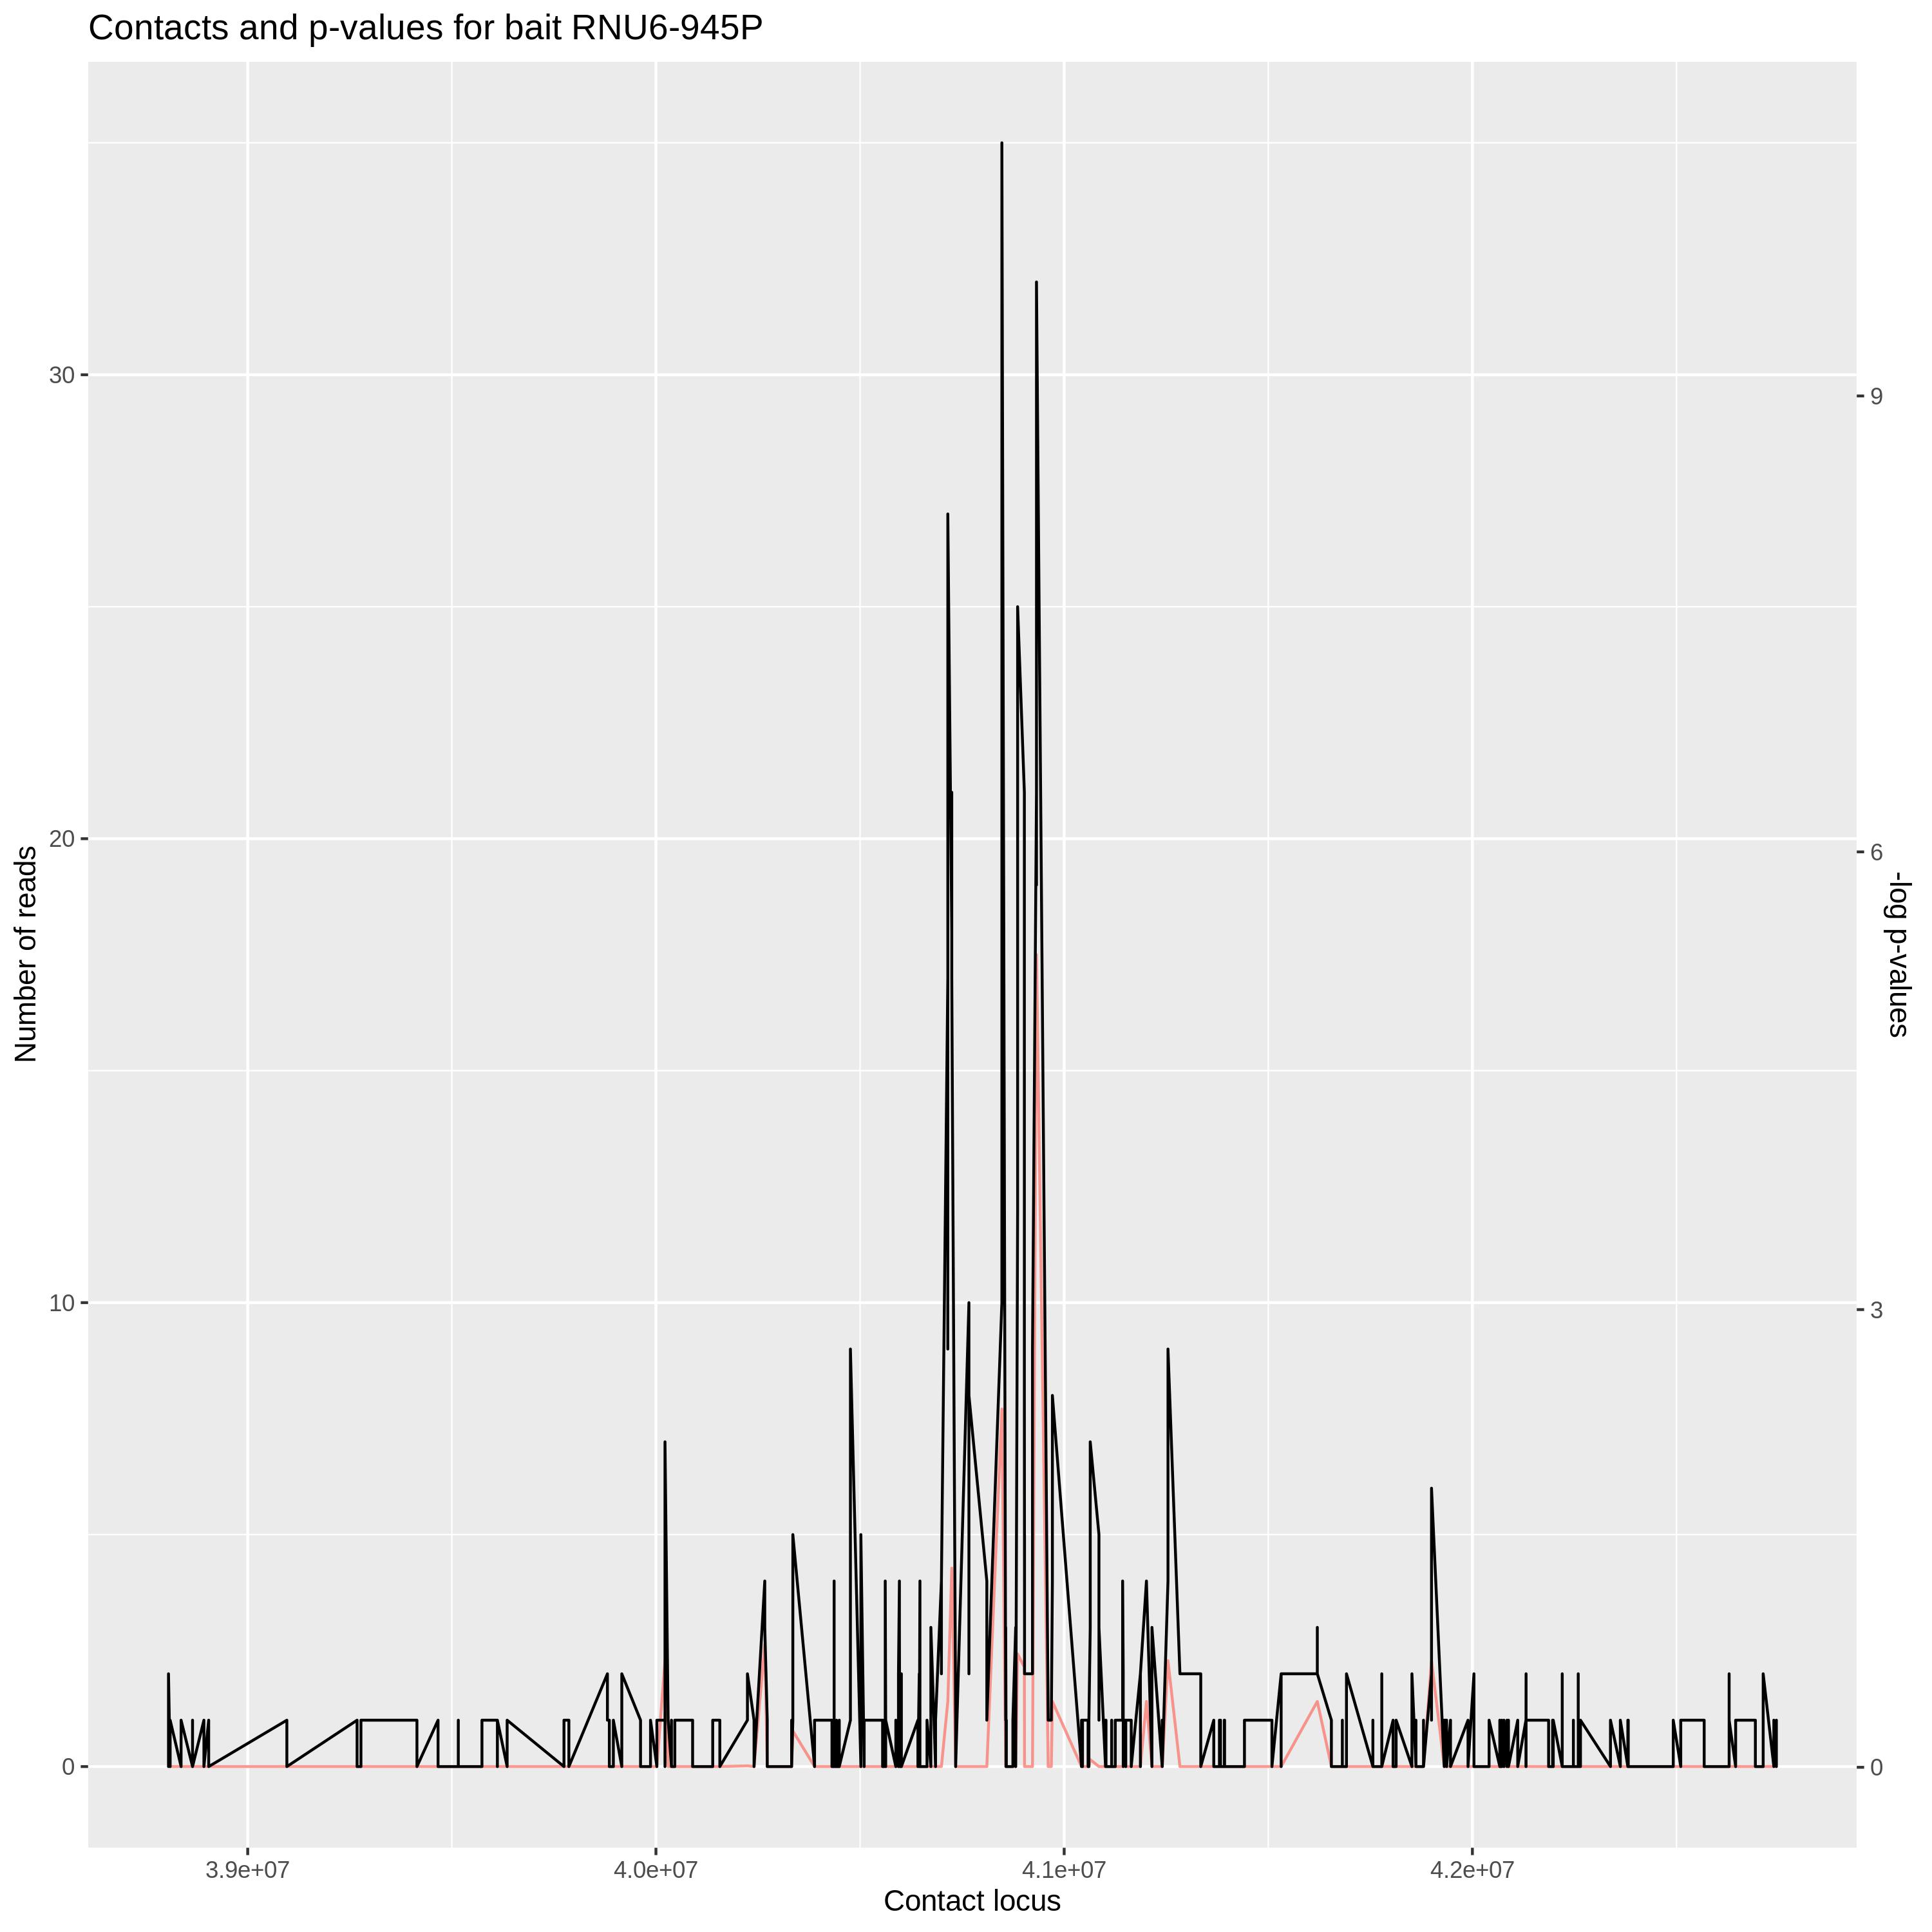 Contacts and p-values for bait RNU6-945P
30
20
10
0
Number of reads
9
6
3
0
-log p-values
3.9e+07
4.0e+07
4.1e+07
4.2e+07
Contact locus